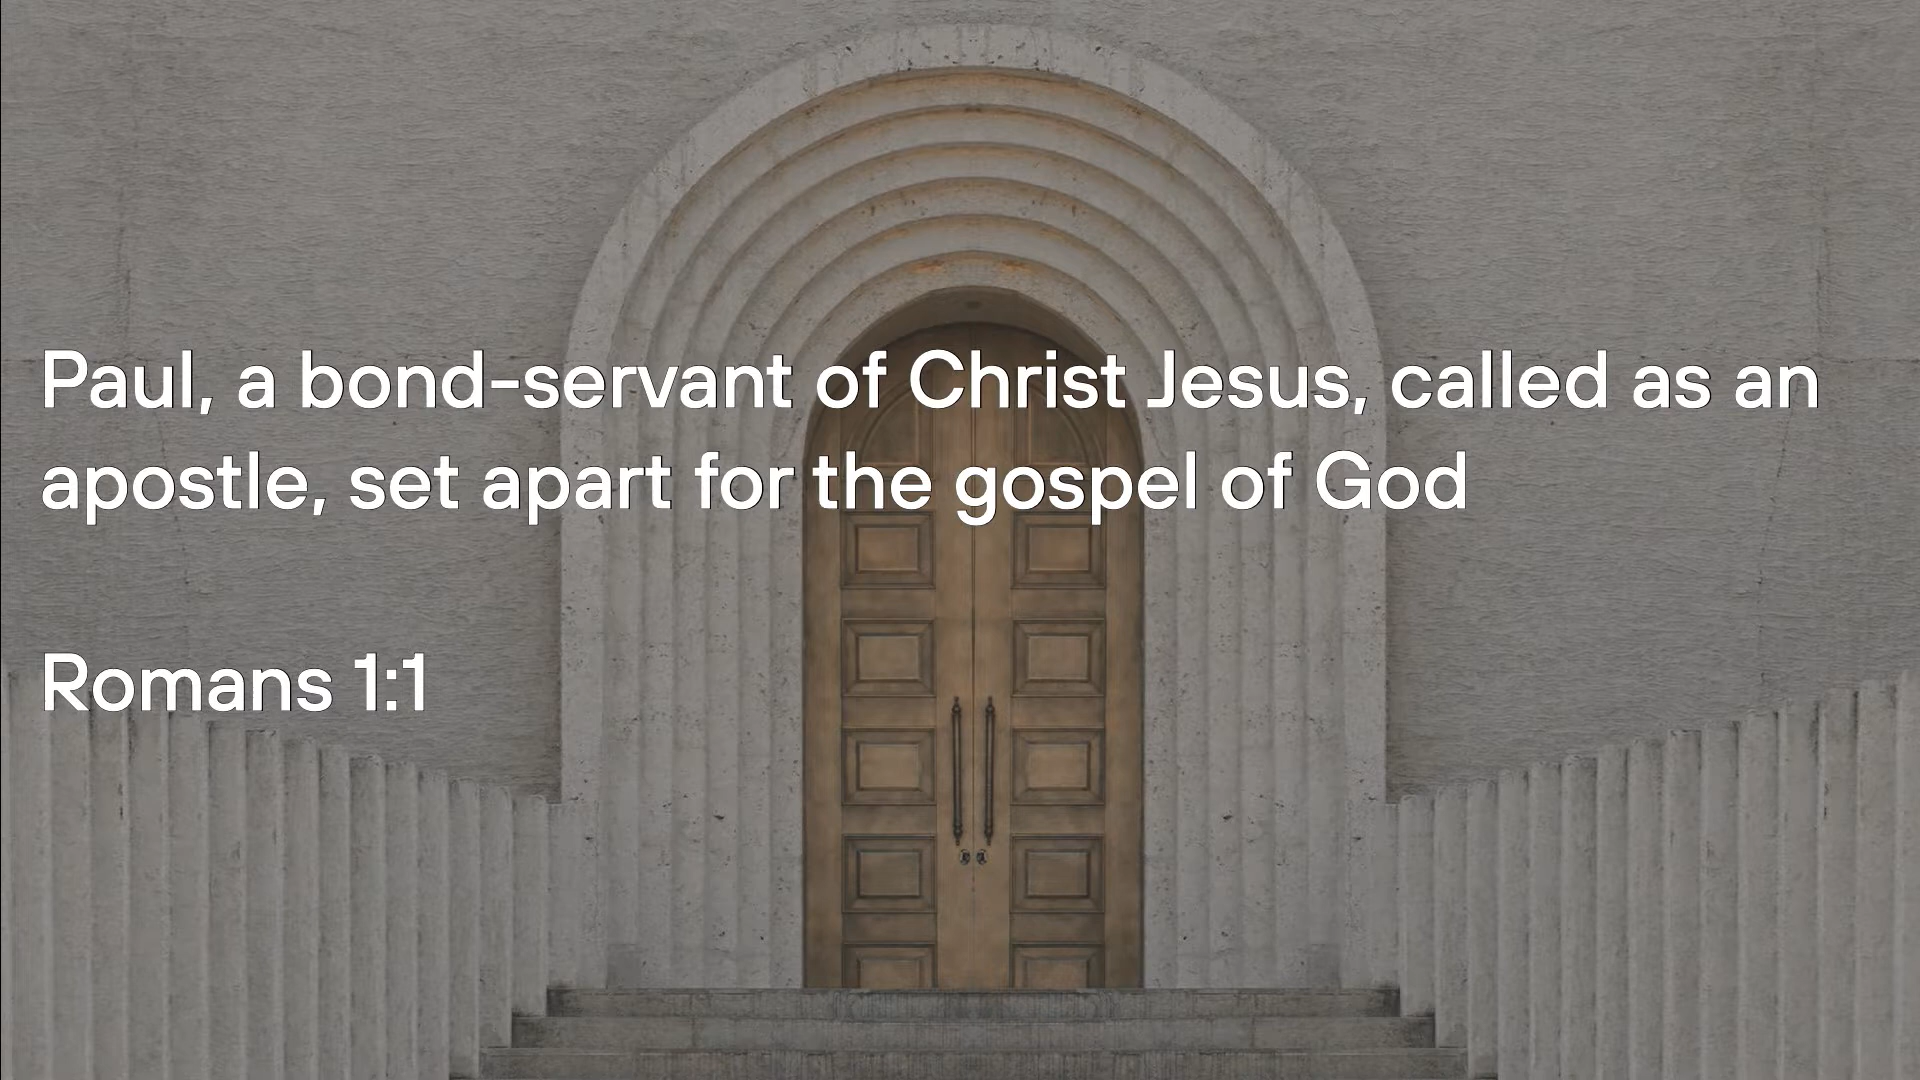 Paul, a bond-servant of Christ Jesus, called as an
apostle, set apart for the gospel of God
Romans 1:1